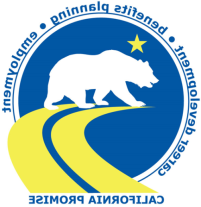 employment • benefits planning • career development
CALIFORNIA PROMISE